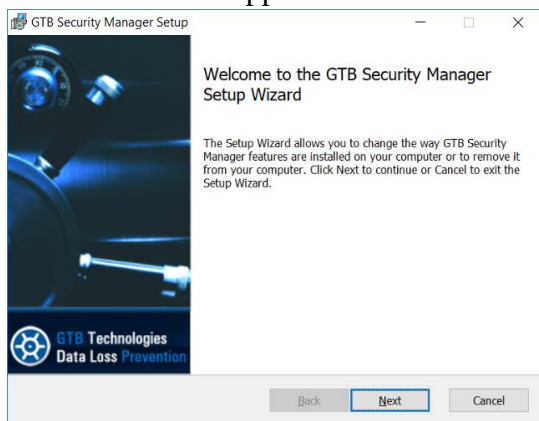 GTB Security Manager Setup
Welcome to the GTB Security Manager
Setup Wizard
The Setup Wizard allows you to change the way GTB Security
Manager features are installed on your computer or to remove it
from your computer. Click Next to continue or Cancel to exit the
Setup Wizard.
GTB Technologies
Data Loss Prevention
Back Next Cancel